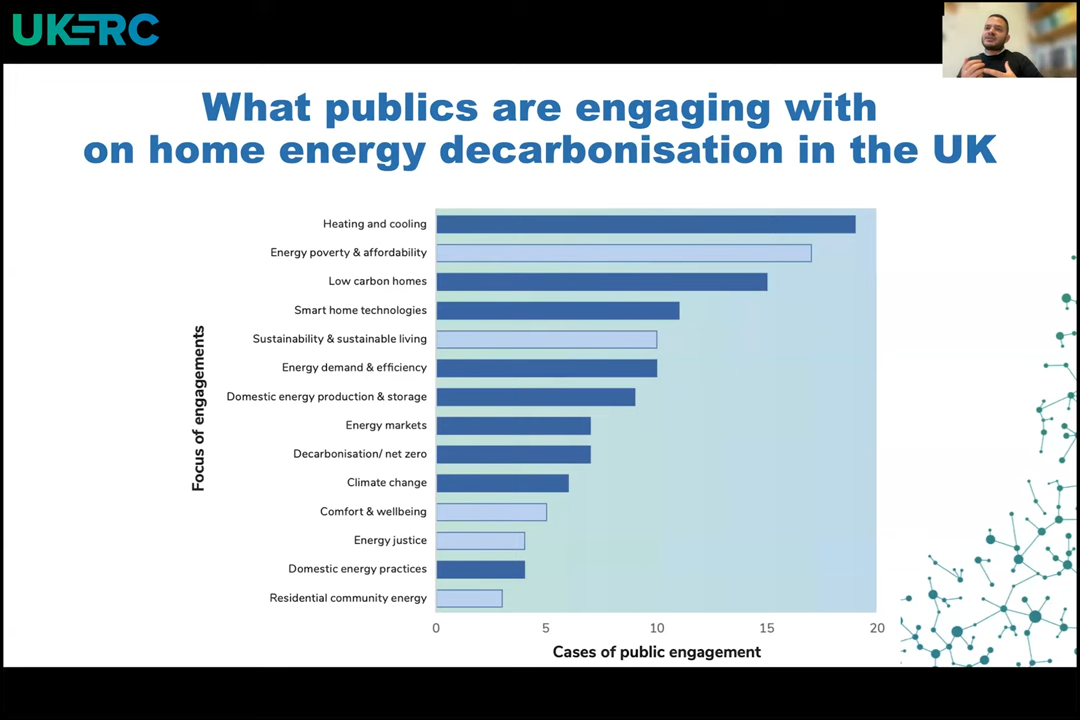 UKERC
What publics are engaging with
on home energy decarbonisation in the UK
Focus of engagements
Heating and cooling
Energy poverty & affordability
Low carbon homes
Smart home technologies
Sustainability & sustainable living
Energy demand & efficiency
Domestic energy production & storage
Energy markets
Decarbonisation/ net zero
Climate change
Comfort & wellbeing
Energy justice
Domestic energy practices
Residential community energy
0 5 10 15 20
Cases of public engagement